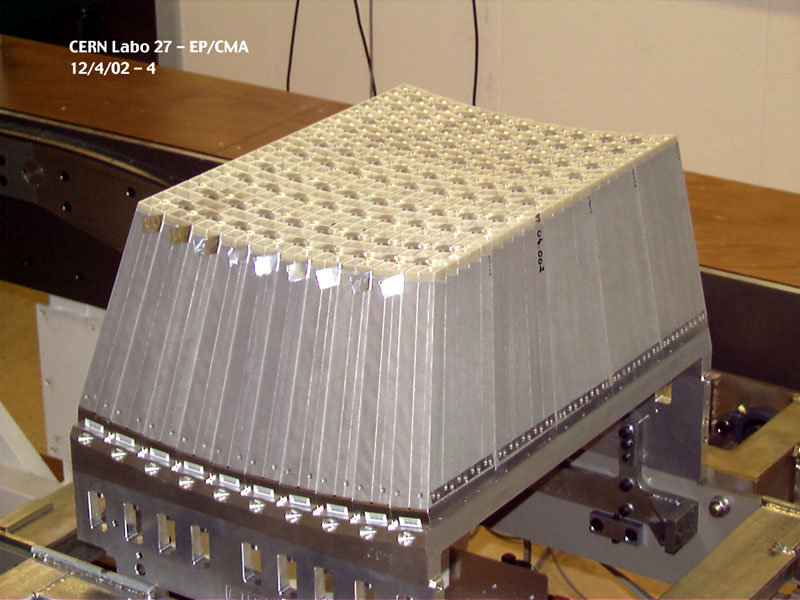 CERN Labo 27 – EP/CMA
12/4/02 – 4